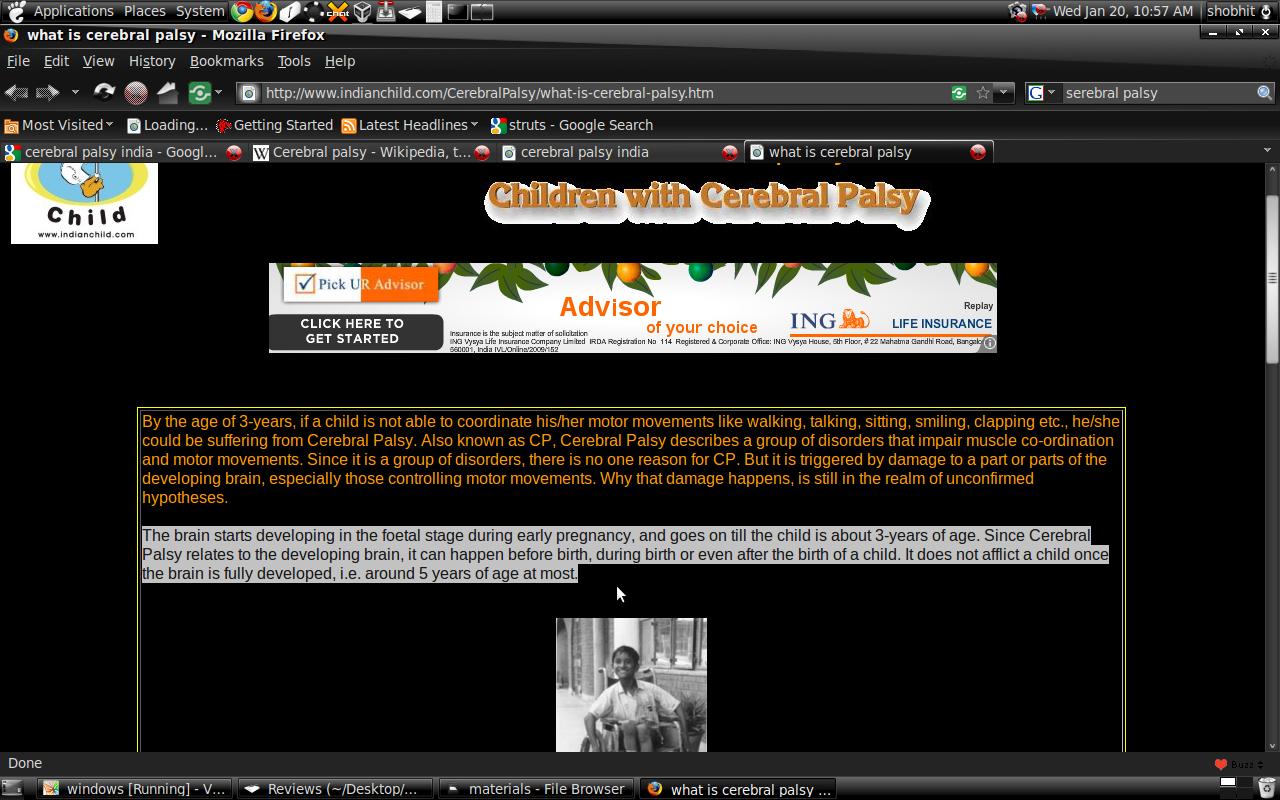 Applications Places System
Wed Jan 20, 10:57 AM shobhit
what is cerebral palsy - Mozilla Firefox
File Edit View History Bookmarks Tools Help
http://www.indianchild.com/CerebralPalsy/what-is-cerebral-palsy.htm
G serebral palsy
Most Visited Loading... Getting Started Latest Headlines struts - Google Search
cerebral palsy india - Googl... Cerebral palsy - Wikipedia, t... cerebral palsy india what is cerebral palsy
Child
www.indianchild.com
Children with Cerebral Palsy
Pick UR Advisor
CLICK HERE TO
GET STARTED
Advisor
of your choice
Replay
ING LIFE INSURANCE
Insurance is the subject matter of solicitation
ING Vysya Life Insurance Company Limited IRDA Registration No 114 Registered & Corporate Office: ING Vysya House, 5th Floor, # 22 Mahatma Gandhi Road, Bangalo
560001, India IVL/Online/2009/152
By the age of 3-years, if a child is not able to coordinate his/her motor movements like walking, talking, sitting, smiling, clapping etc., he/she
could be suffering from Cerebral Palsy. Also known as CP, Cerebral Palsy describes a group of disorders that impair muscle co-ordination
and motor movements. Since it is a group of disorders, there is no one reason for CP. But it is triggered by damage to a part or parts of the
developing brain, especially those controlling motor movements. Why that damage happens, is still in the realm of unconfirmed
hypotheses.
The brain starts developing in the foetal stage during early pregnancy, and goes on till the child is about 3-years of age. Since Cerebral
Palsy relates to the developing brain, it can happen before birth, during birth or even after the birth of a child. It does not afflict a child once
the brain is fully developed, i.e. around 5 years of age at most.
Done
Buzz
windows [Running] - V... Reviews (~/Desktop/... materials - File Browser what is cerebral palsy ...